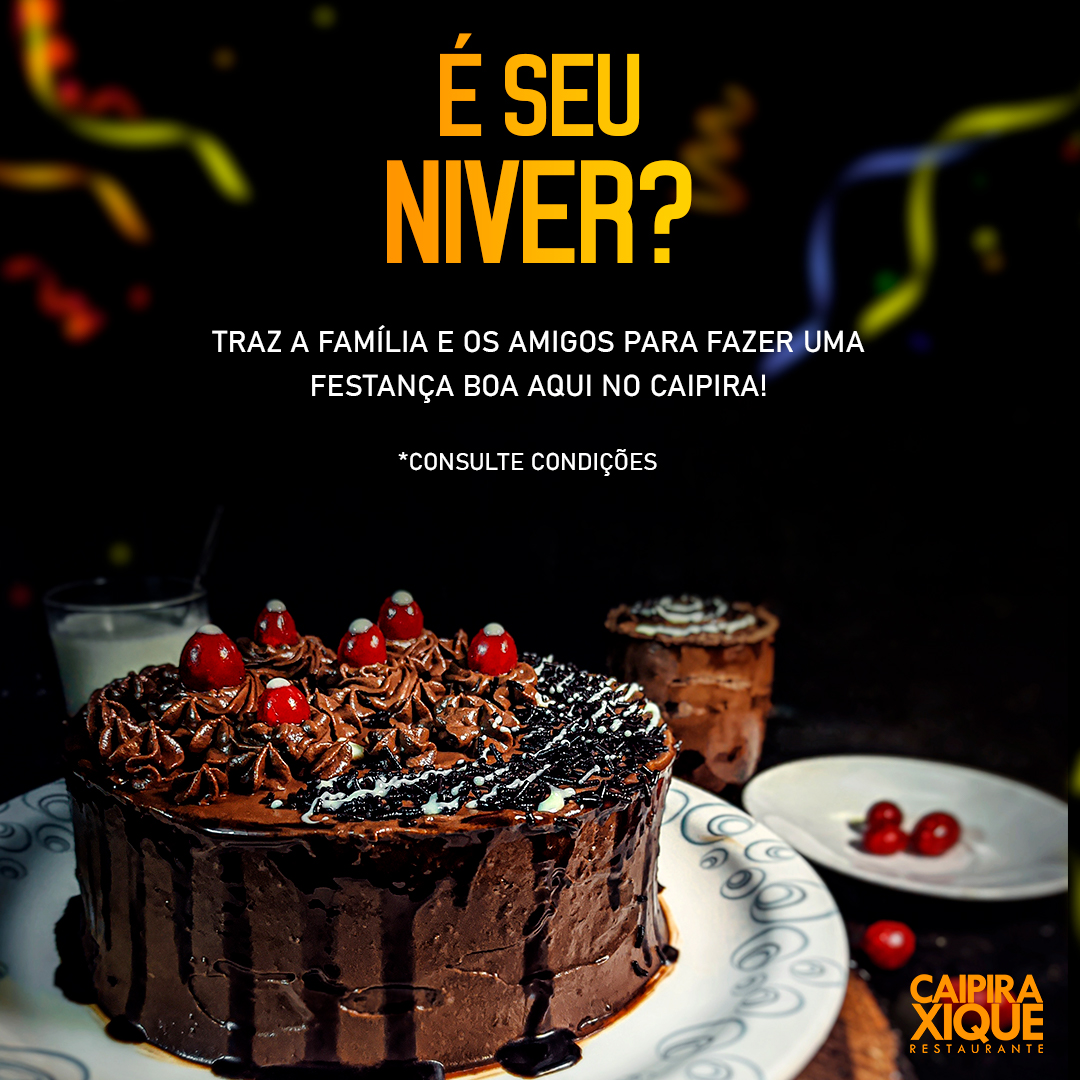 É SEU
NIVER?
TRAZ A FAMÍLIA E OS AMIGOS PARA FAZER UMA
FESTANÇA BOA AQUI NO CAIPIRA!
*CONSULTE CONDIÇÕES
CAIPIRA
XIQUE
RESTAURANTE